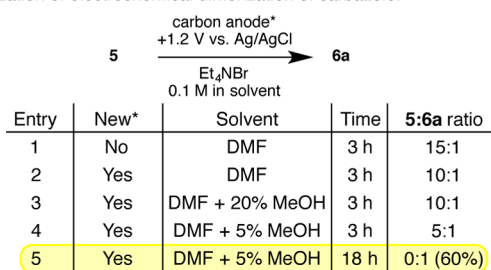 ization of electrochemical dimerization of carbazole.
carbon anode*
+1.2 V vs. Ag/AgCl
5 6a
Et4NBr
0.1 M in solvent
Entry New* Solvent Time 5:6a ratio
1 No DMF 3 h 15:1
2 Yes DMF 3 h 10:1
3 Yes DMF + 20% MeOH 3 h 10:1
4 Yes DMF + 5% MeOH 3 h 5:1
5 Yes DMF + 5% MeOH 18 h 0:1 (60%)